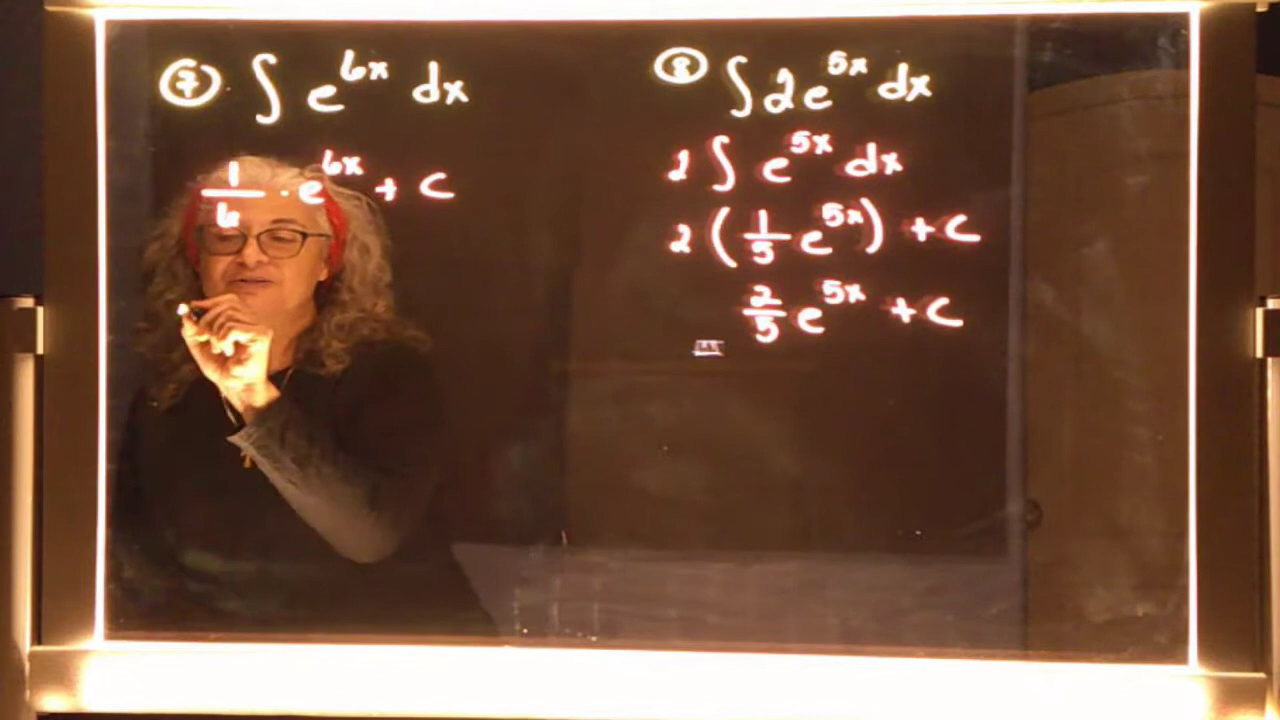 ⑦ ∫ e^{6x} dx
1/6 · e^{6x} + C
⑧ ∫ 2e^{5x} dx
2 ∫ e^{5x} dx
2 (1/5 e^{5x}) + C
2/5 e^{5x} + C